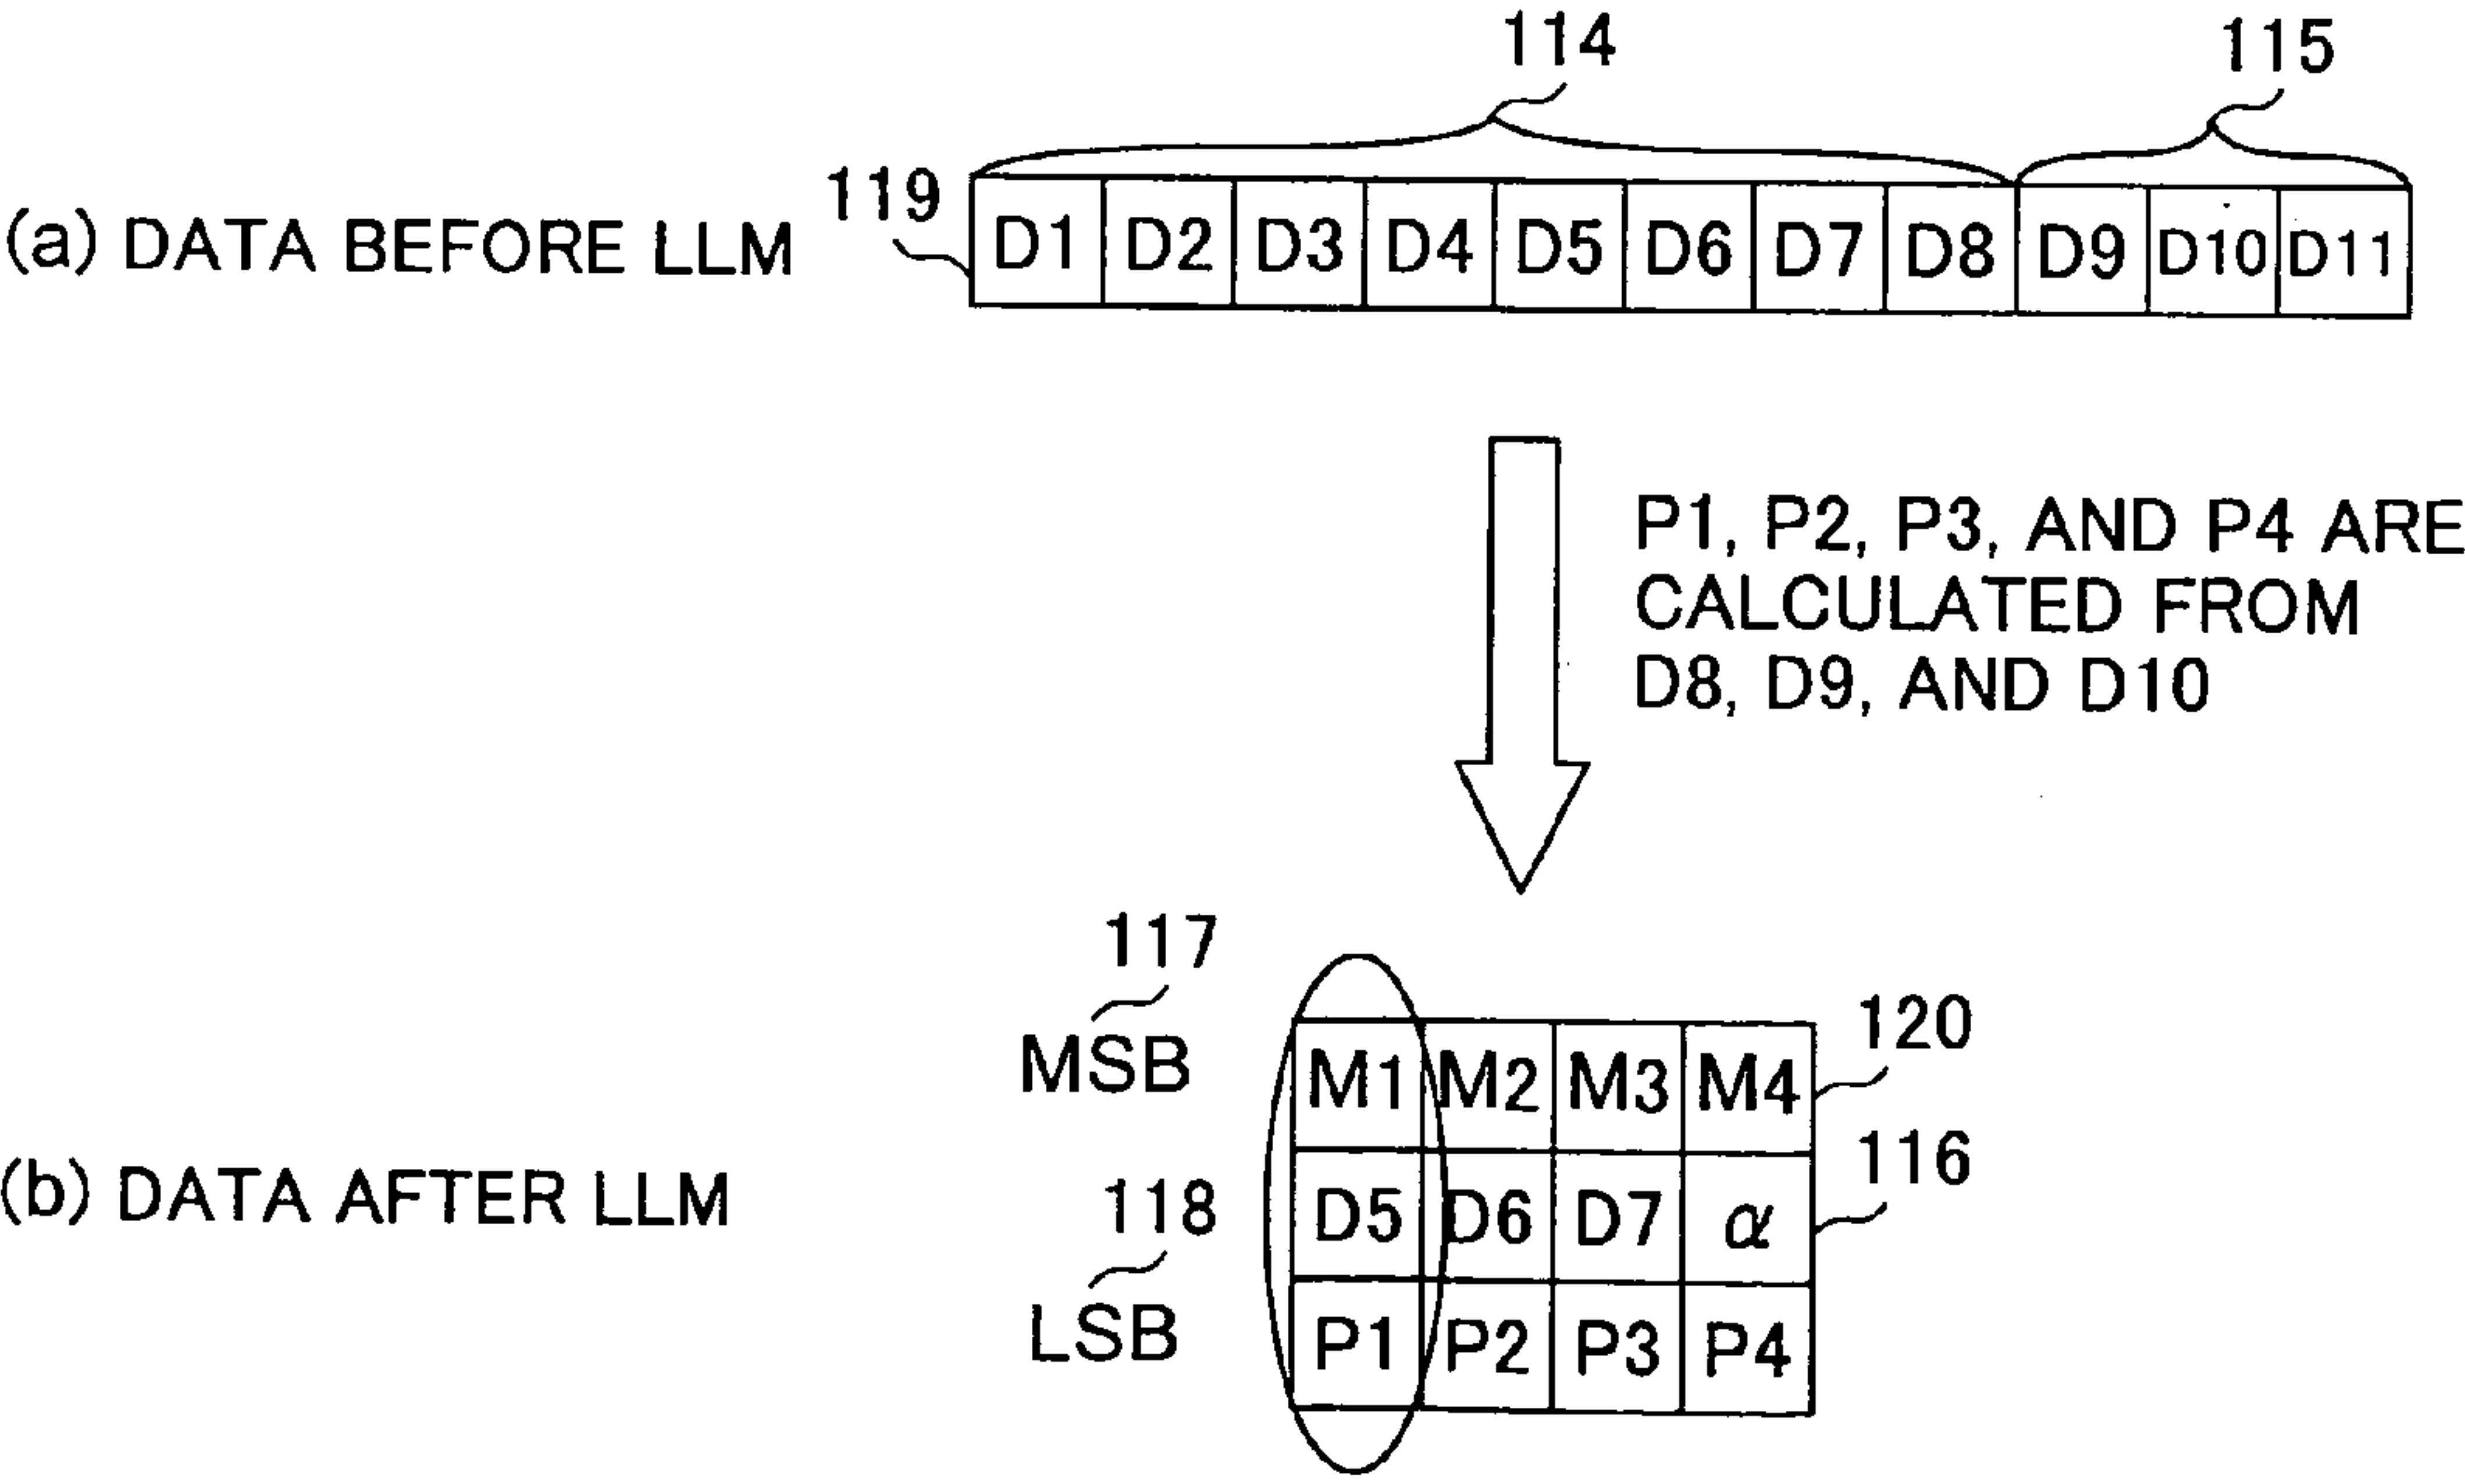 114
115
119
(a) DATA BEFORE LLM
D1 D2 D3 D4 D5 D6 D7 D8 D9 D10 D11
P1, P2, P3, AND P4 ARE
CALCULATED FROM
D8, D9, AND D10
117
120
MSB
M1 M2 M3 M4
116
(b) DATA AFTER LLM
118
D5 D6 D7 α
LSB
P1 P2 P3 P4